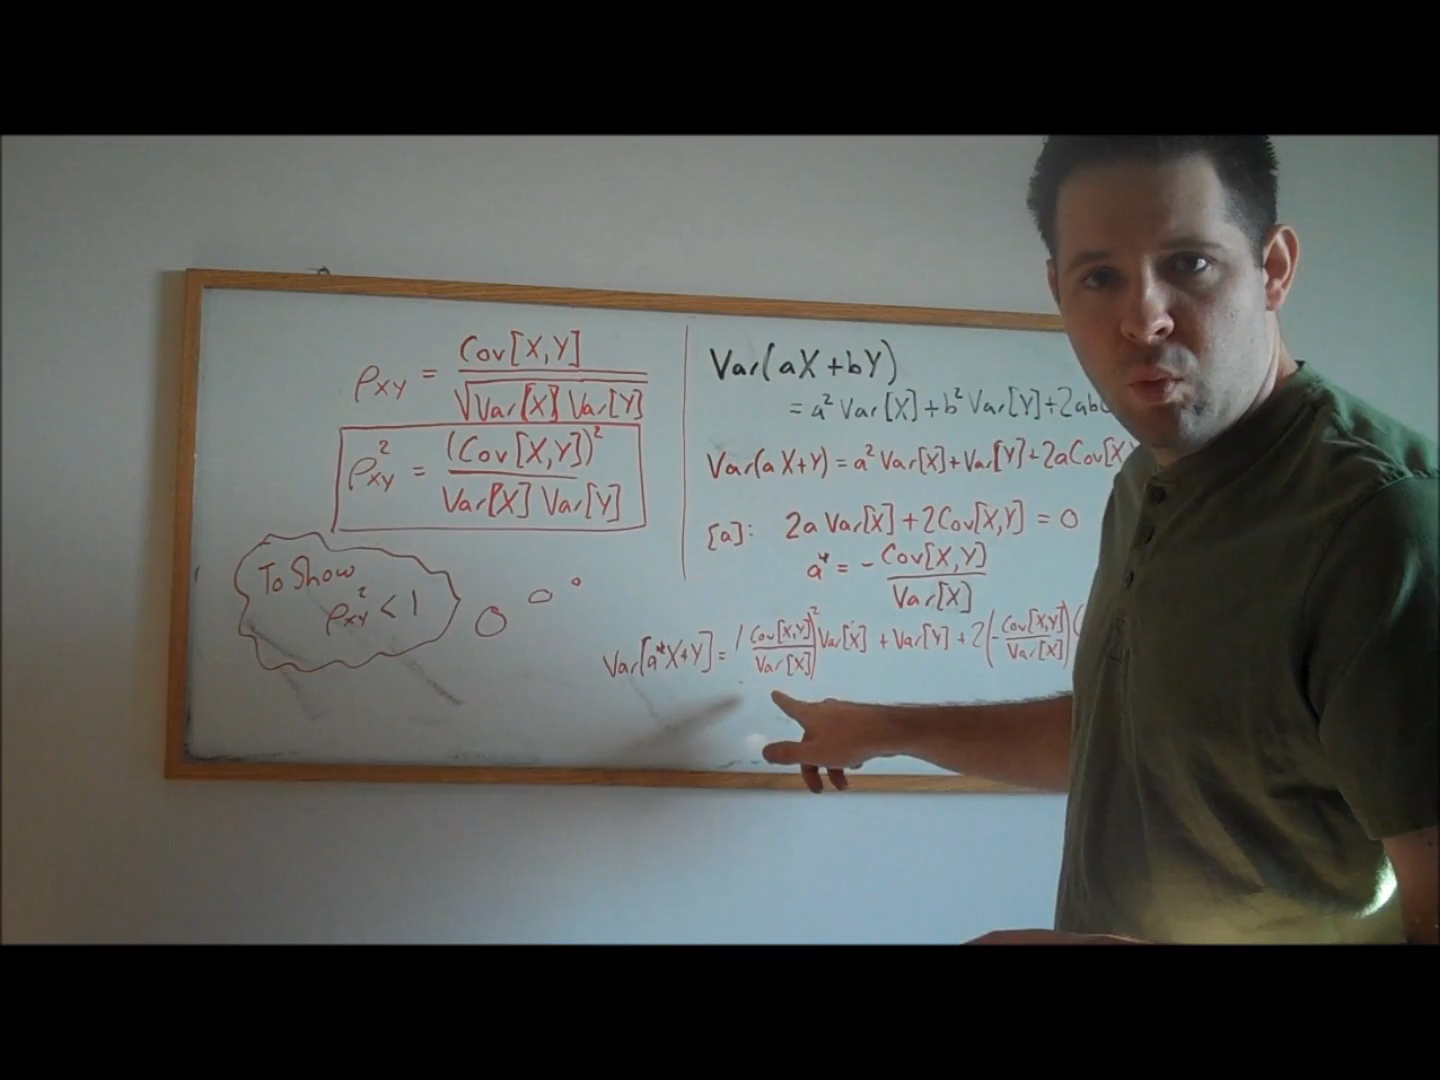 ρXY = Cov[X,Y] / √Var[X] Var[Y]
ρ²XY = (Cov[X,Y])² / Var[X] Var[Y]
To Show
ρ²XY < 1
Var(aX+bY)
= a² Var[X] + b² Var[Y] + 2ab
Var(aX+Y) = a² Var[X] + Var[Y] + 2a Cov[X
[a]: 2a Var[X] + 2Cov[X,Y] = 0
a* = - Cov[X,Y] / Var[X]
Var[a*X+Y] = ( Cov[X,Y] / Var[X] )² Var[X] + Var[Y] + 2(- Cov[X,Y] / Var[X] )(